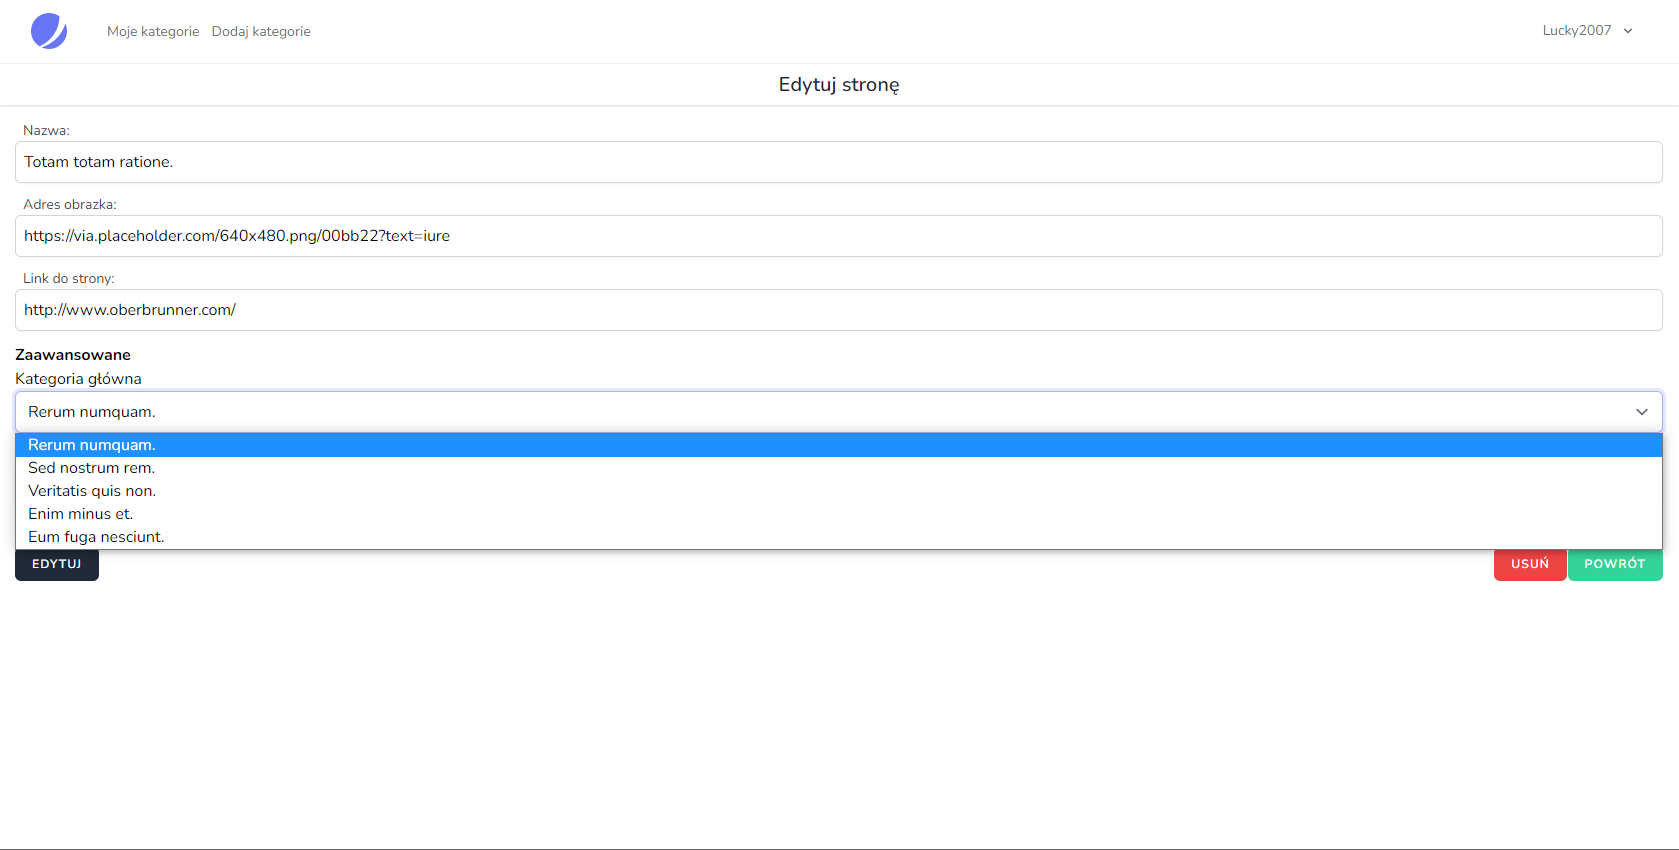 Moje kategorie Dodaj kategorie Lucky2007
Edytuj stronę
Nazwa:
Totam totam ratione.
Adres obrazka:
https://via.placeholder.com/640x480.png/00bb22?text=iure
Link do strony:
http://www.oberbrunner.com/
Zaawansowane
Kategoria główna
Rerum numquam.
Rerum numquam.
Sed nostrum rem.
Veritatis quis non.
Enim minus et.
Eum fuga nesciunt.
EDYTUJ USUŃ POWRÓT